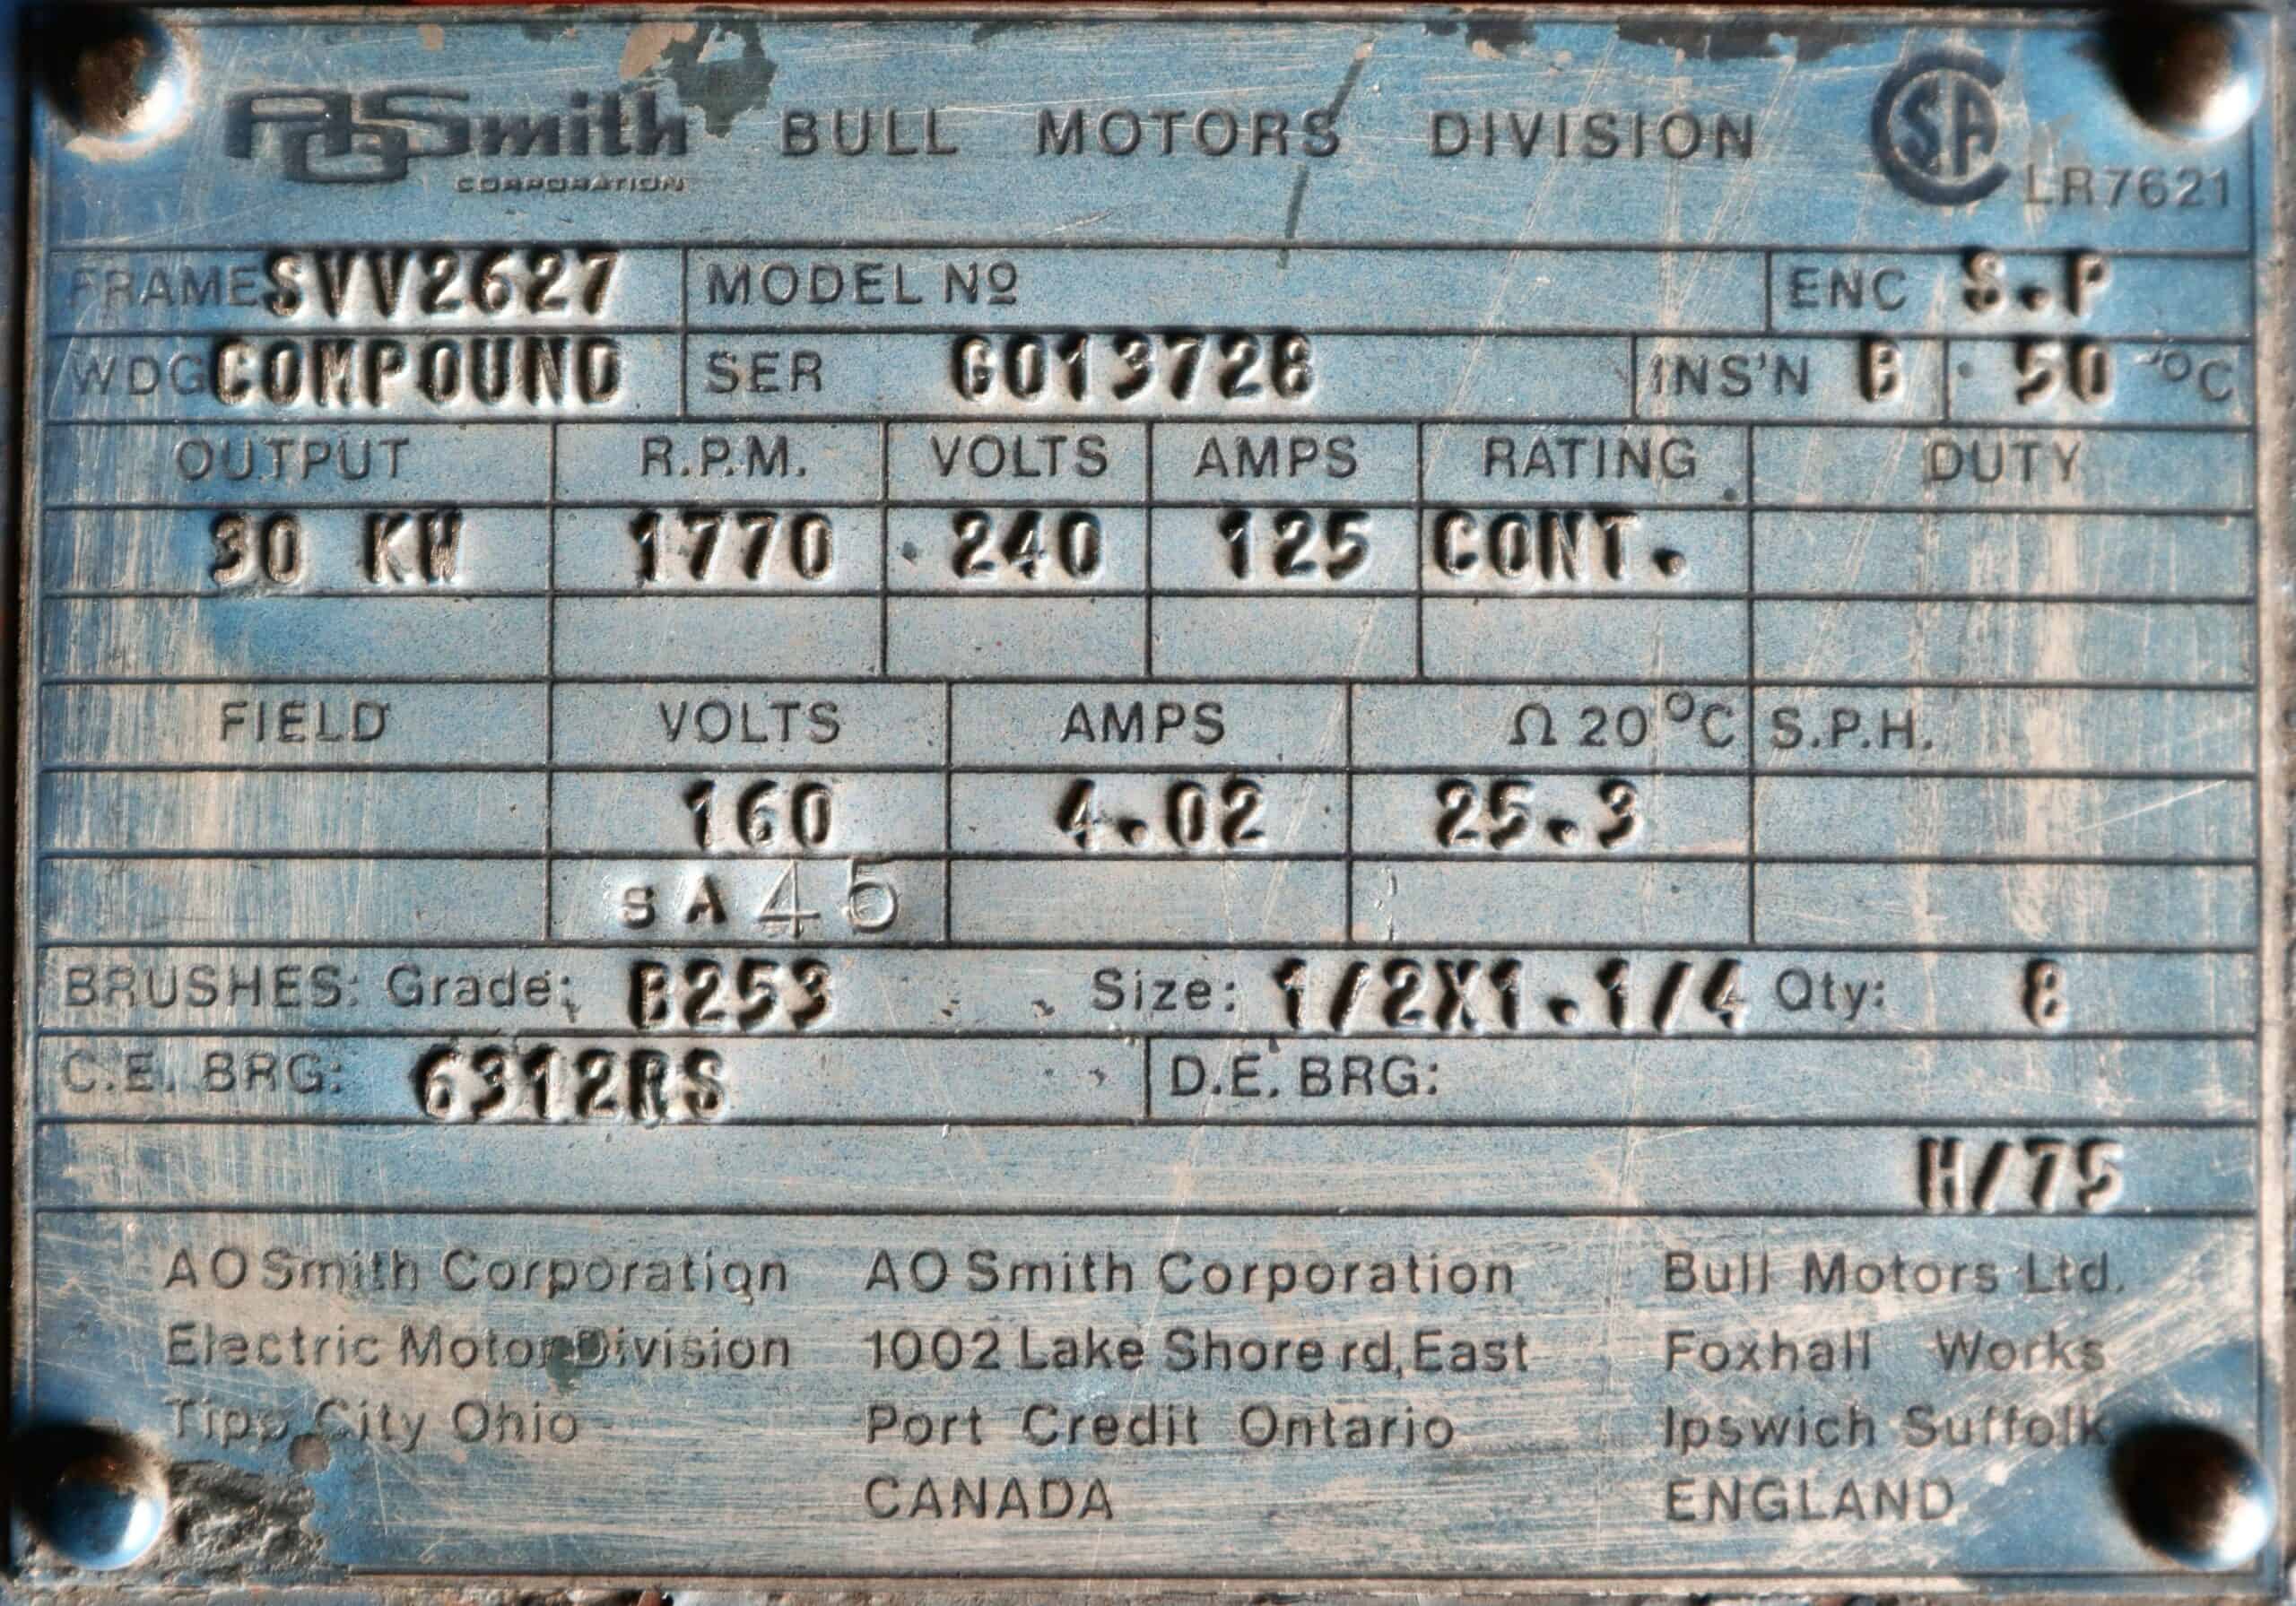 AOSmith BULL MOTORS DIVISION CSA
CORPORATION LR7621
FRAME SVV2627 MODEL Nº ENC S.P
WDG COMPOUND SER G013728 INS'N B 50 °C
OUTPUT R.P.M. VOLTS AMPS RATING DUTY
30 KW 1770 240 125 CONT.
FIELD VOLTS AMPS Ω 20 °C S.P.H.
160 4.02 25.3
SA45
BRUSHES: Grade: B253 Size: 1/2X1.1/4 Qty: 8
C.E. BRG: 6312RS D.E. BRG:
H/75
AO Smith Corporation AO Smith Corporation Bull Motors Ltd.
Electric Motor Division 1002 Lake Shore rd, East Foxhall Works
Tipp City Ohio Port Credit Ontario Ipswich Suffolk
CANADA ENGLAND